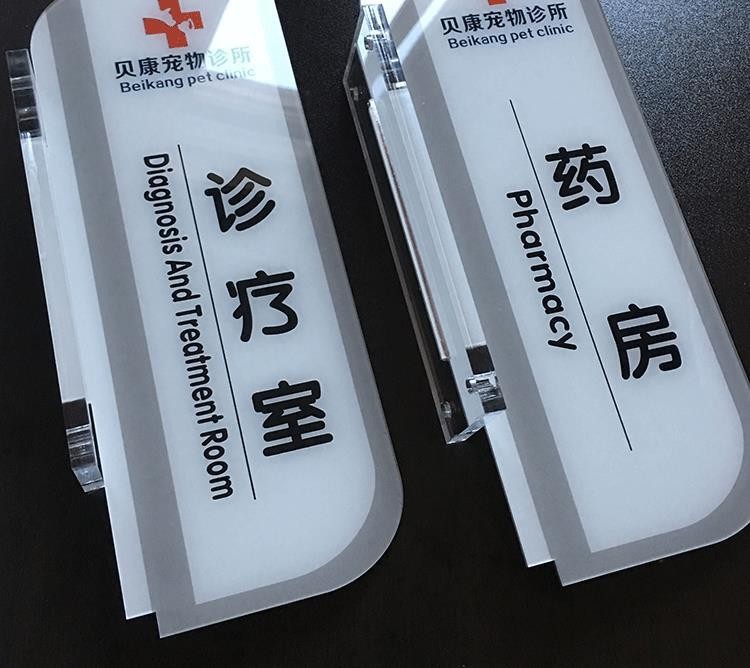 贝康宠物诊所
Beikang pet clinic
诊疗室
Diagnosis And Treatment Room
贝康宠物诊所
Beikang pet clinic
药房
Pharmacy